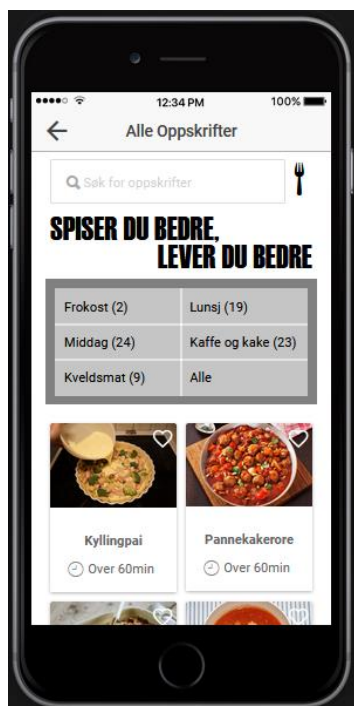 12:34 PM 100%
Alle Oppskrifter
Søk for oppskrifter
SPISER DU BEDRE,
LEVER DU BEDRE
Frokost (2) Lunsj (19)
Middag (24) Kaffe og kake (23)
Kveldsmat (9) Alle
Kyllingpai Pannekakerore
Over 60min Over 60min